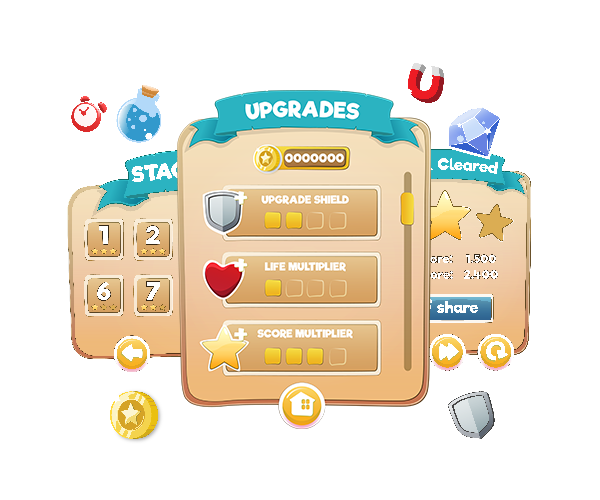 UPGRADES
0000000
UPGRADE SHIELD
LIFE MULTIPLIER
SCORE MULTIPLIER
STAG
1 2
6 7
Cleared
1.500
2.400
share